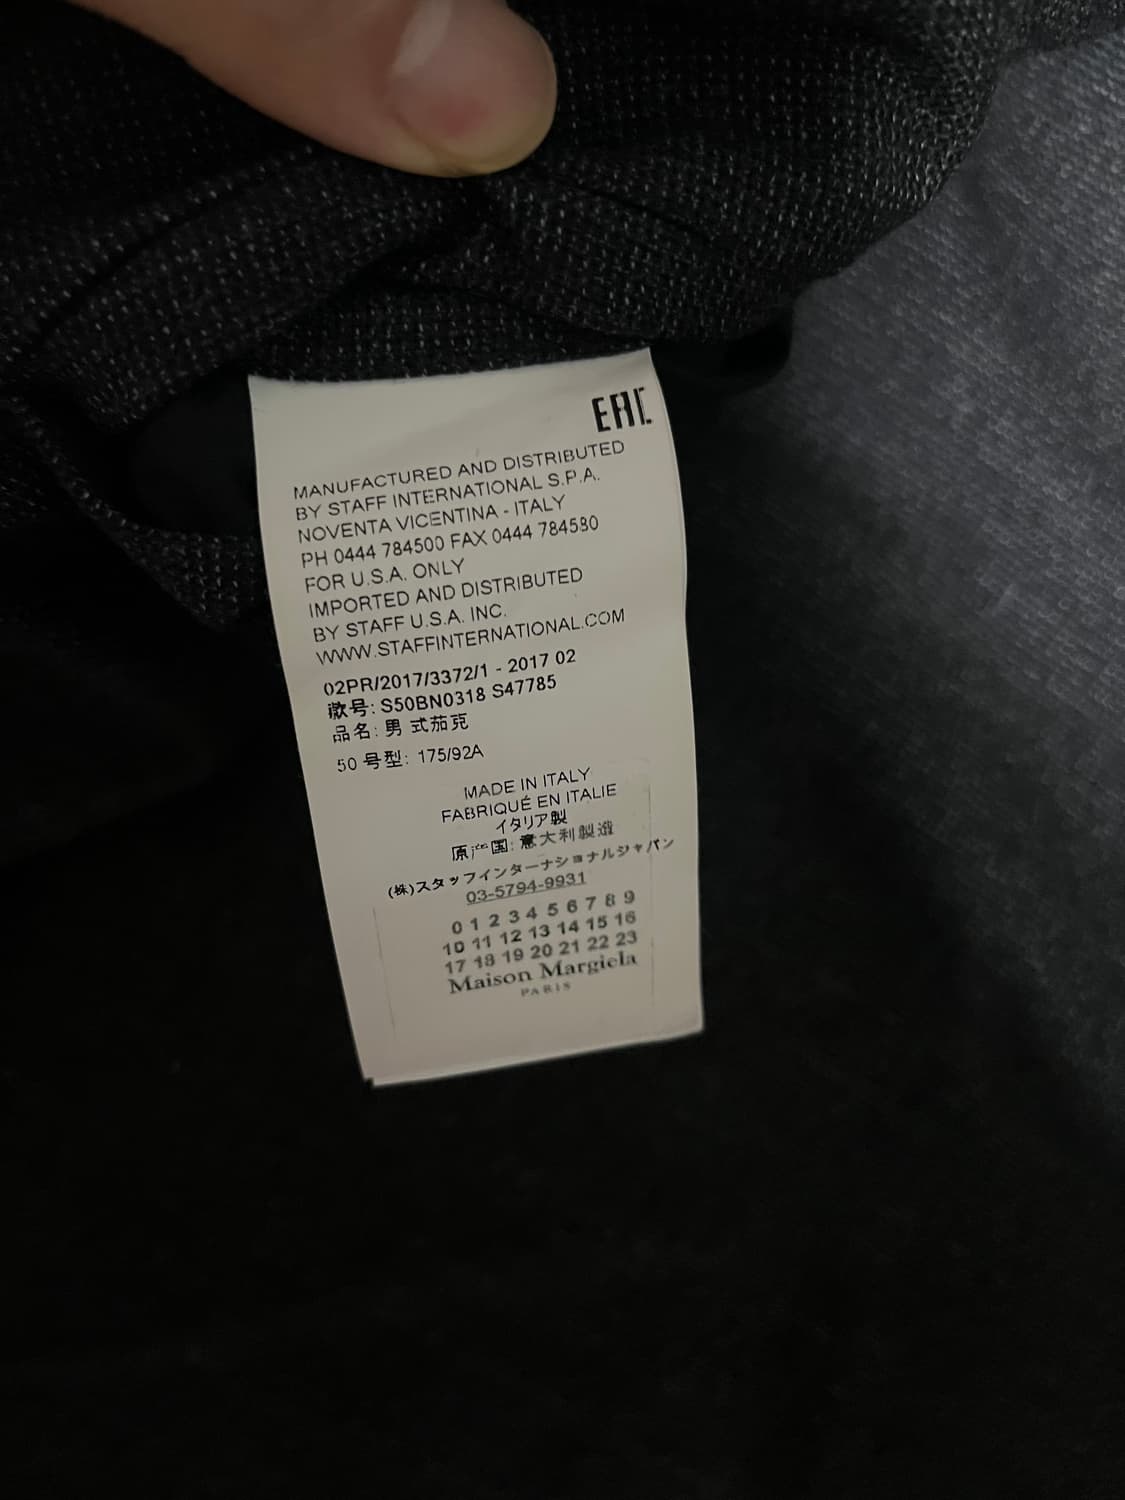 EAC
MANUFACTURED AND DISTRIBUTED
BY STAFF INTERNATIONAL S.P.A.
NOVENTA VICENTINA - ITALY
PH 0444 784500 FAX 0444 784580
FOR U.S.A. ONLY
IMPORTED AND DISTRIBUTED
BY STAFF U.S.A. INC.
WWW.STAFFINTERNATIONAL.COM
02PR/2017/3372/1 - 2017 02
款号: S50BN0318 S47785
品名: 男 式茄克
50 号型: 175/92A
MADE IN ITALY
FABRIQUÉ EN ITALIE
イタリア製
原产国: 意大利製造
(株)スタッフインターナショナルジャパン
03-5794-9931
0 1 2 3 4 5 6 7 8 9
10 11 12 13 14 15 16
17 18 19 20 21 22 23
Maison Margiela
PARIS